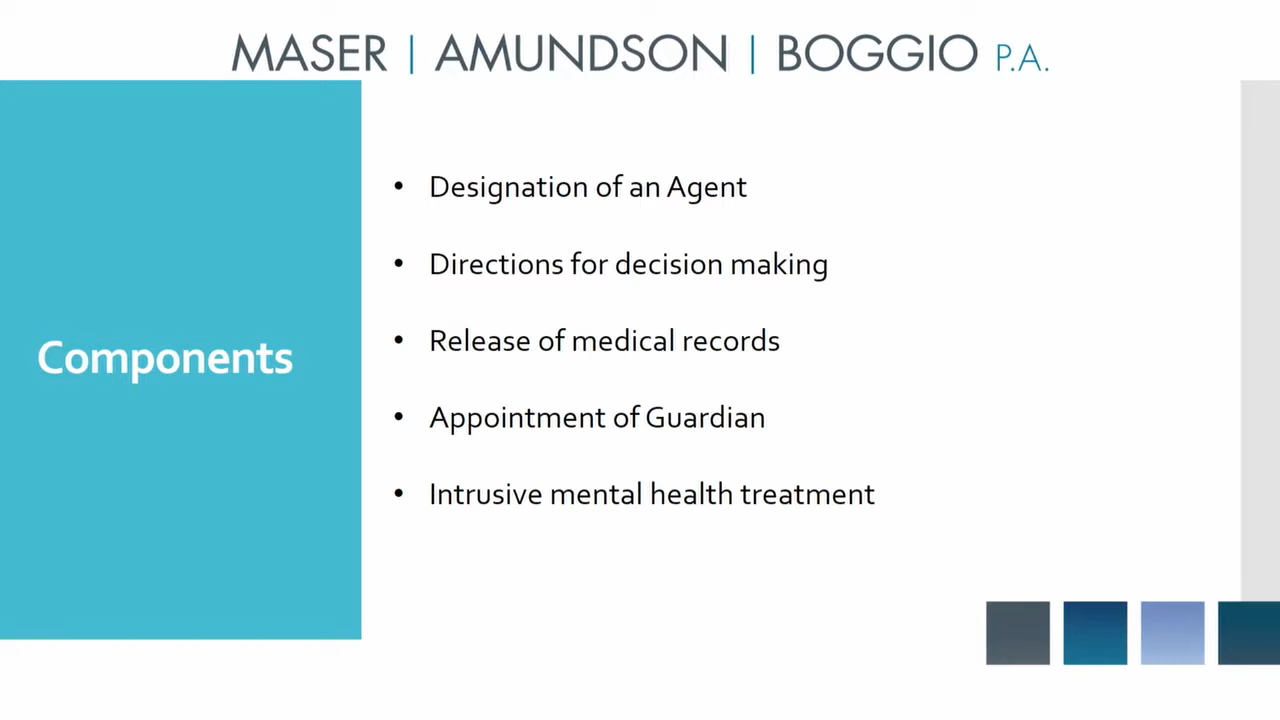 MASER | AMUNDSON | BOGGIO P.A.
Components
• Designation of an Agent
• Directions for decision making
• Release of medical records
• Appointment of Guardian
• Intrusive mental health treatment